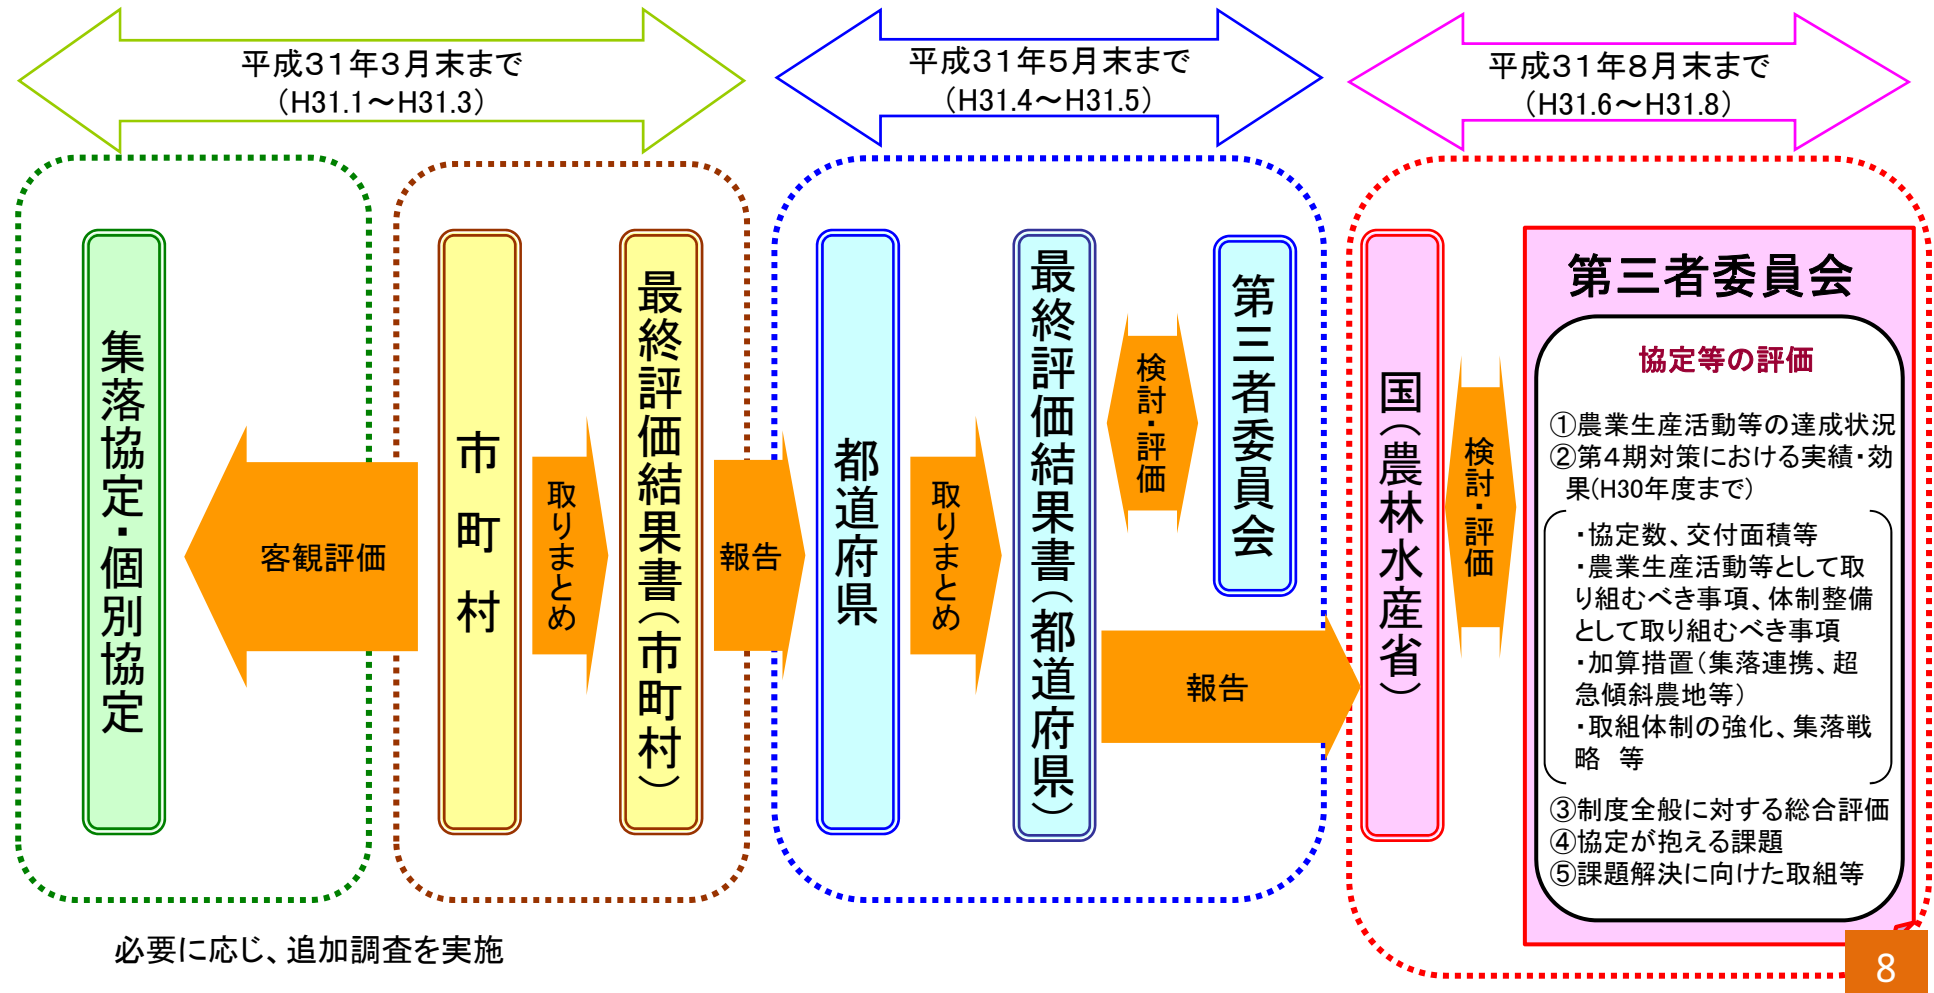 平成３１年３月末まで
（H31.1～H31.3）
平成３１年５月末まで
（H31.4～H31.5）
平成３１年８月末まで
（H31.6～H31.8）
集落協定・個別協定
客観評価
市町村
取りまとめ
最終評価結果書（市町村）
報告
都道府県
取りまとめ
最終評価結果書（都道府県）
検討・評価
第三者委員会
報告
国（農林水産省）
検討・評価
第三者委員会
協定等の評価
①農業生産活動等の達成状況
②第４期対策における実績・効
果(H30年度まで）
・協定数、交付面積等
・農業生産活動等として取
り組むべき事項、体制整備
として取り組むべき事項
・加算措置（集落連携、超
急傾斜農地等）
・取組体制の強化、集落戦
略　等
③制度全般に対する総合評価
④協定が抱える課題
⑤課題解決に向けた取組等
必要に応じ、追加調査を実施
8